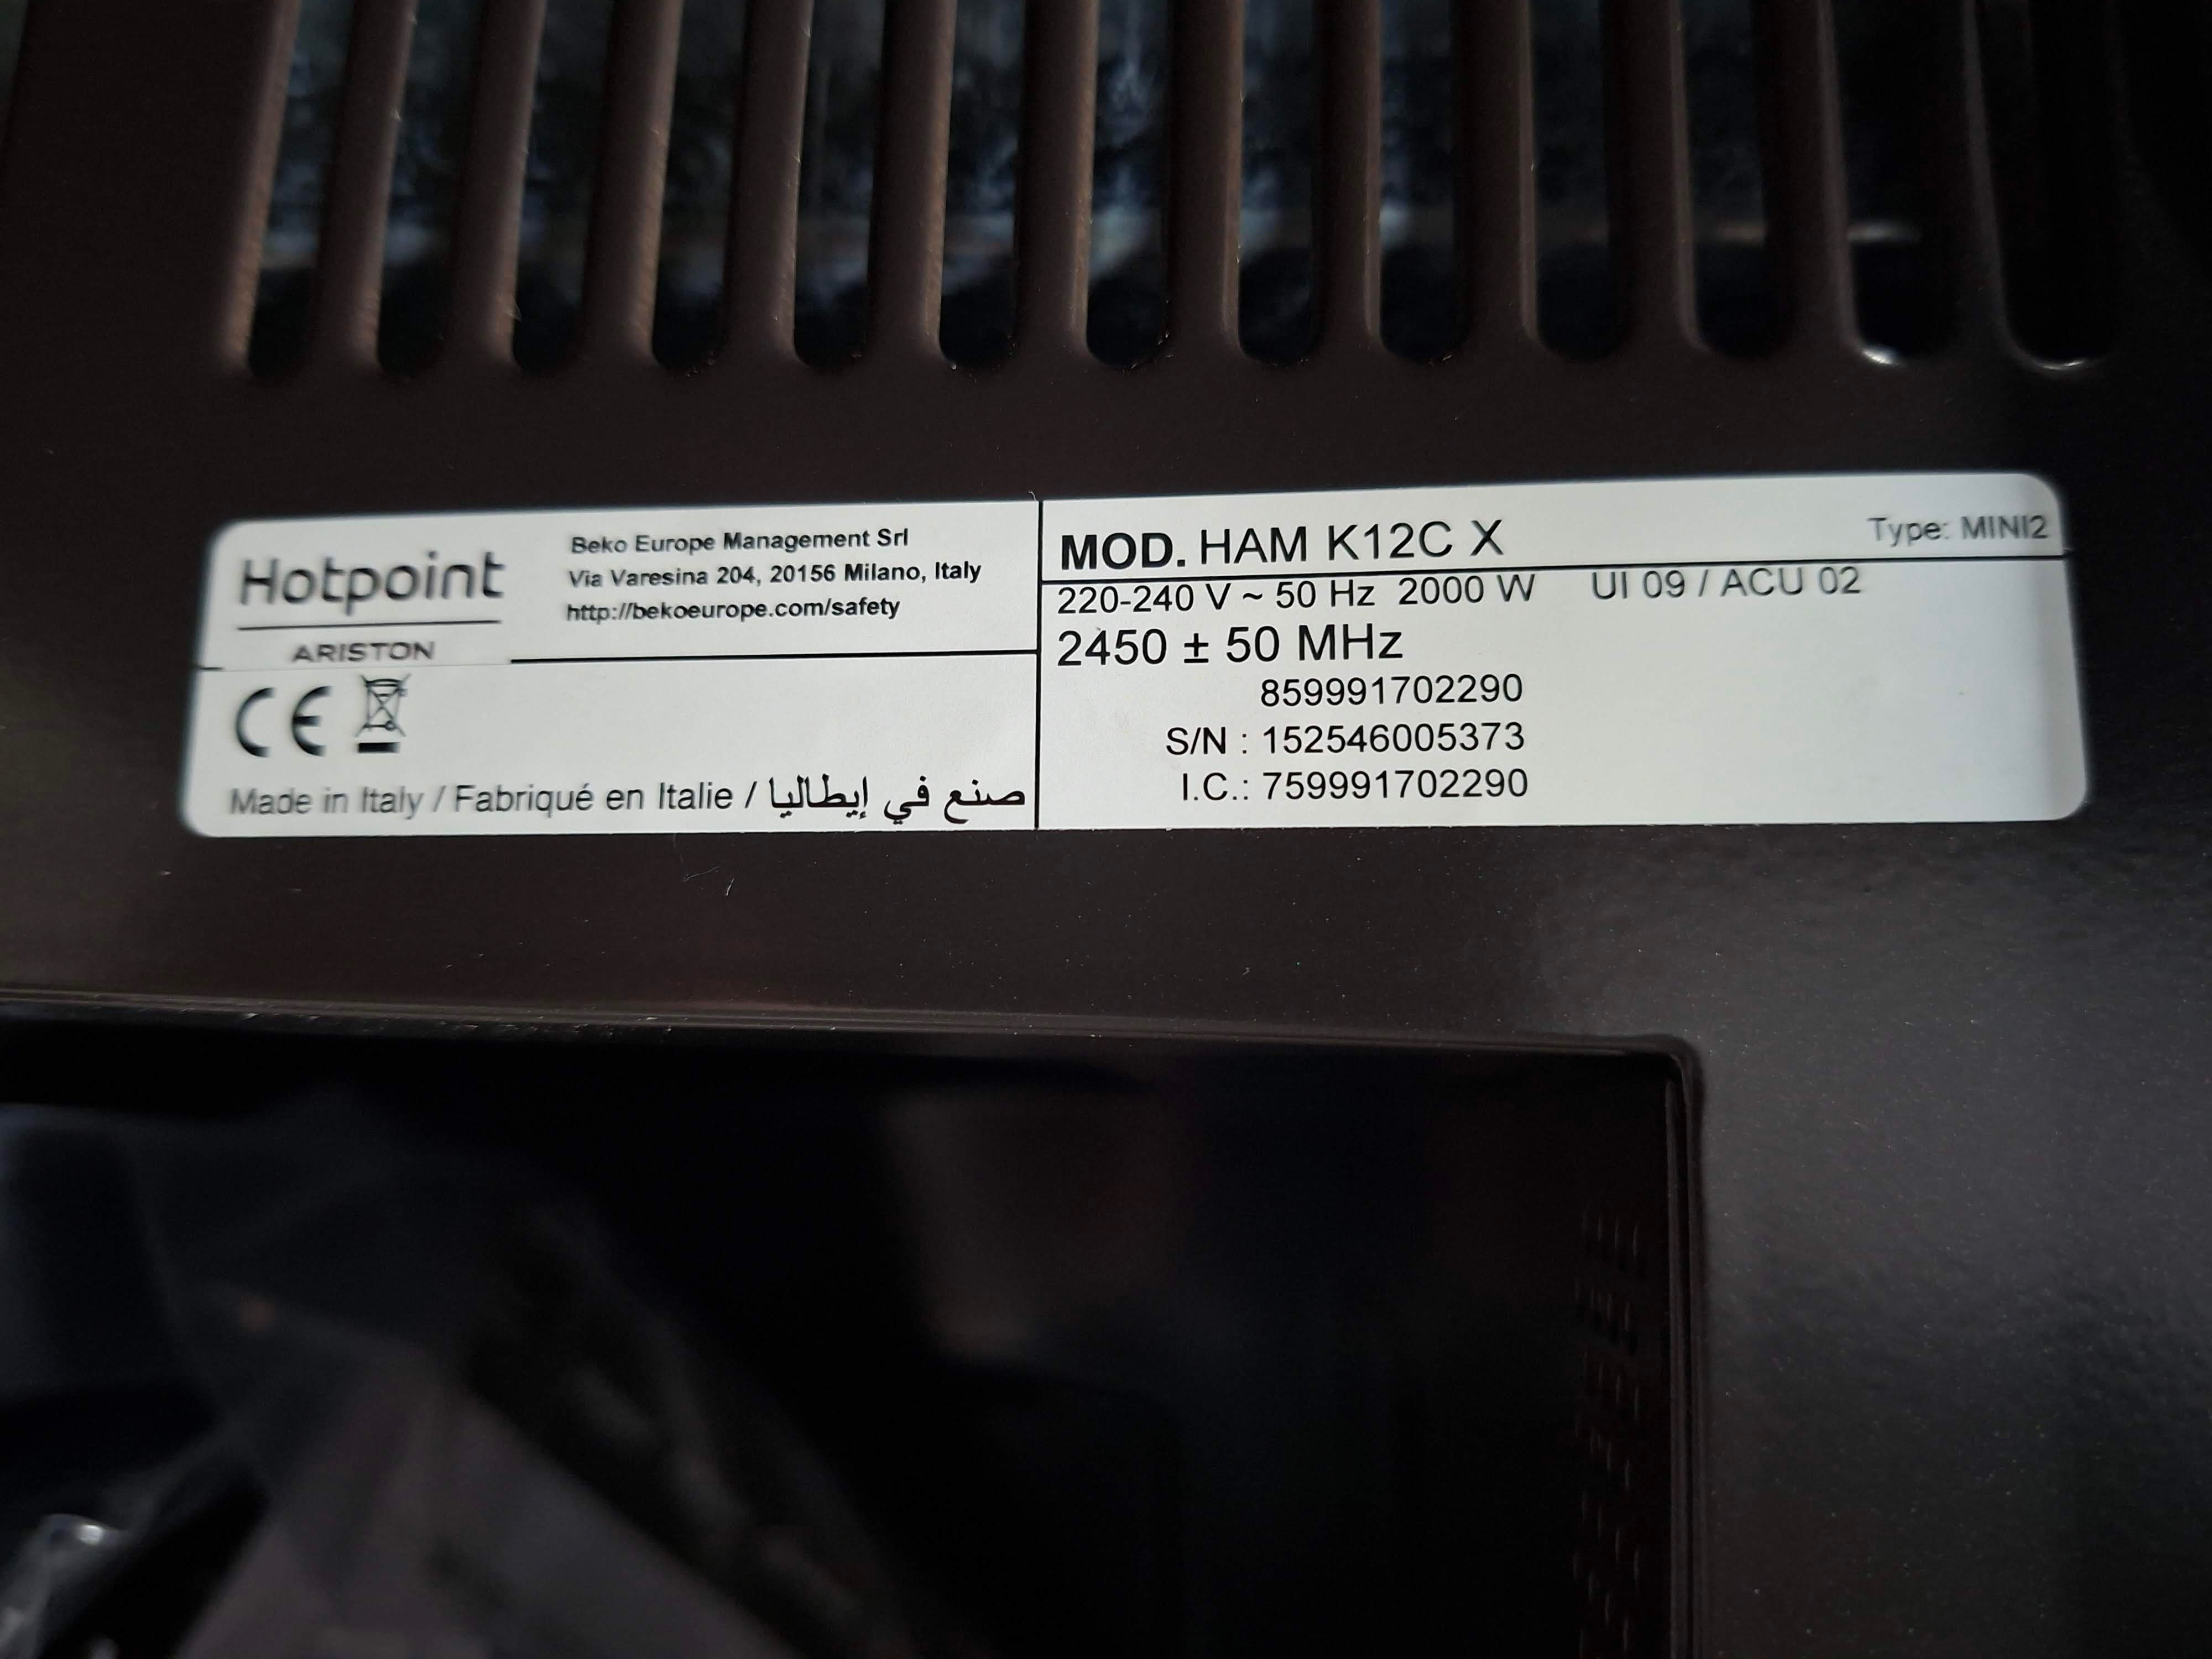 Hotpoint
ARISTON
Beko Europe Management Srl
Via Varesina 204, 20156 Milano, Italy
http://bekoeurope.com/safety
CE
Made in Italy / Fabriqué en Italie / صنع في إيطاليا
MOD. HAM K12C X
Type: MINI2
220-240 V ~ 50 Hz 2000 W UI 09 / ACU 02
2450 ± 50 MHz
859991702290
S/N : 152546005373
I.C.: 759991702290